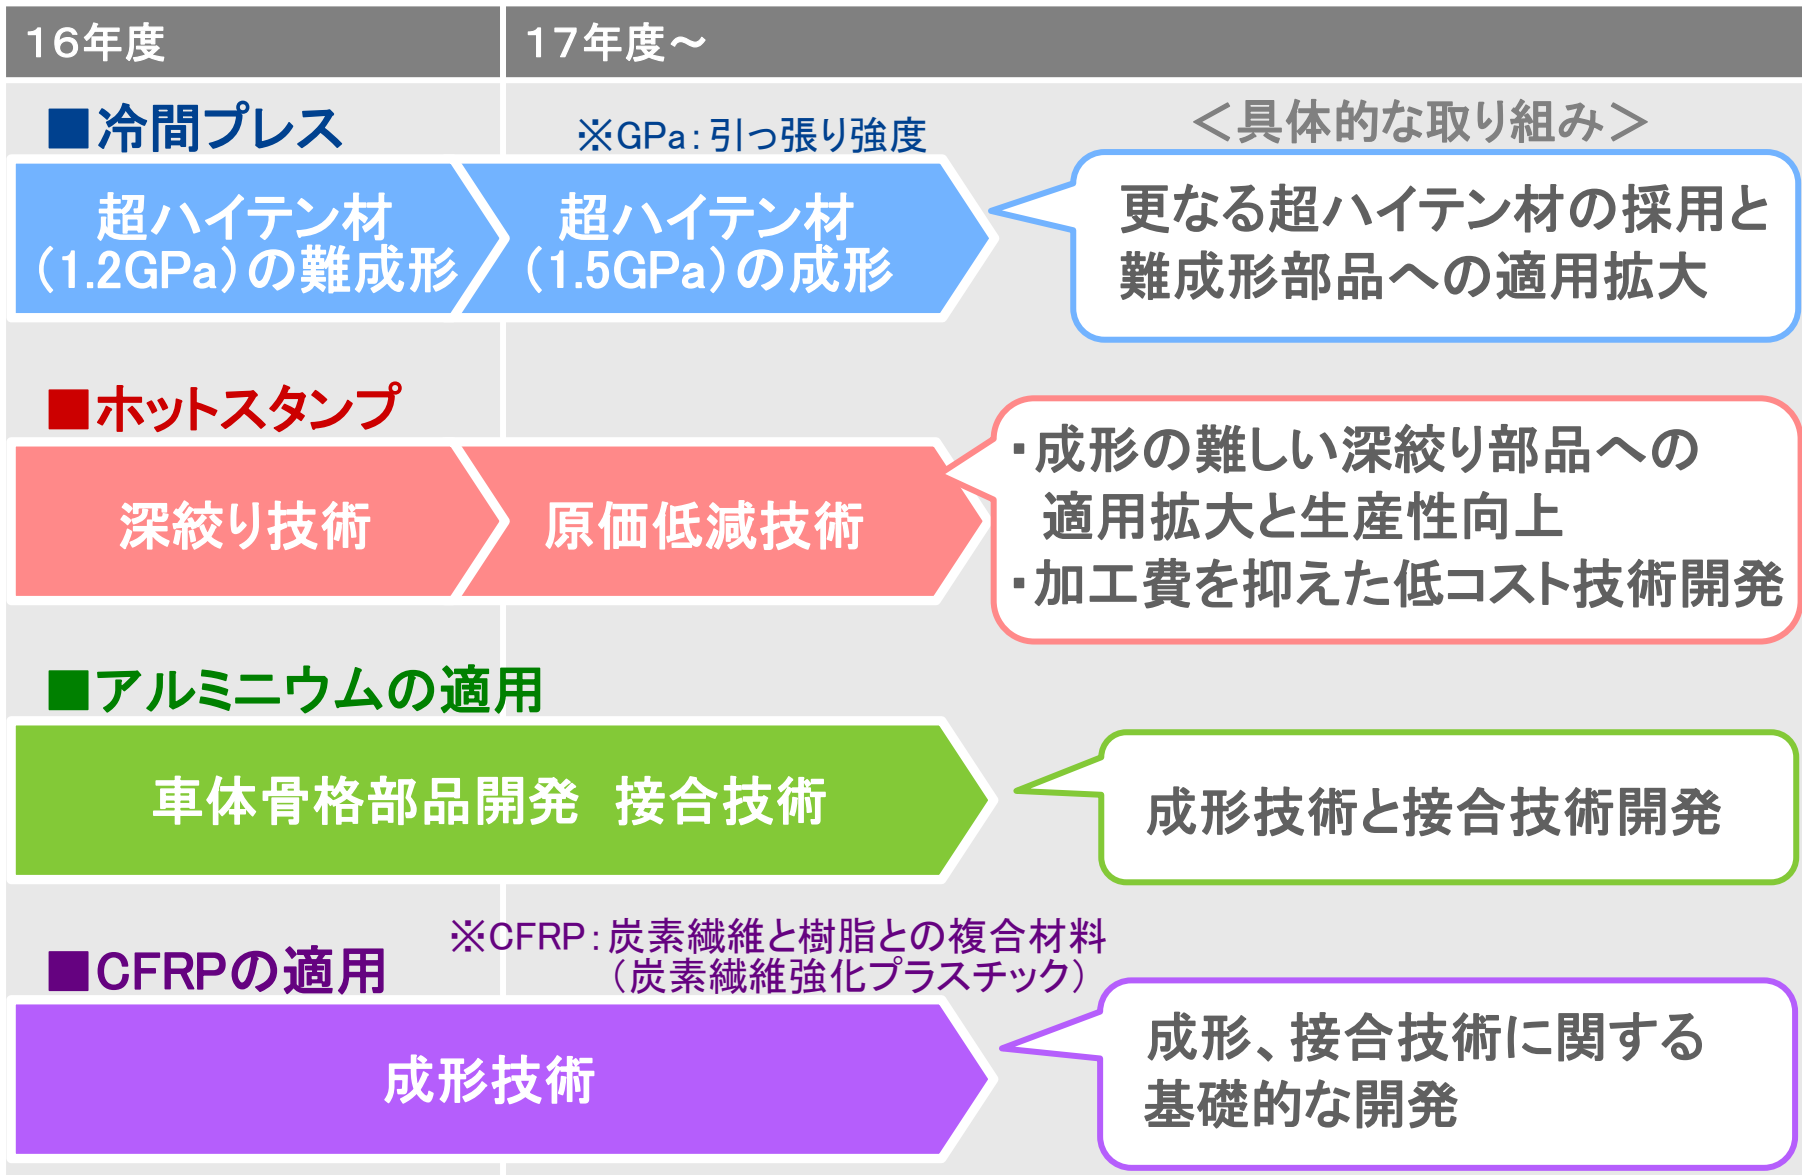 16年度
17年度～
■冷間プレス
※GPa：引っ張り強度
＜具体的な取り組み＞
超ハイテン材
（1.2GPa）の難成形
超ハイテン材
（1.5GPa）の成形
更なる超ハイテン材の採用と
難成形部品への適用拡大
■ホットスタンプ
深絞り技術
原価低減技術
・成形の難しい深絞り部品への
適用拡大と生産性向上
・加工費を抑えた低コスト技術開発
■アルミニウムの適用
車体骨格部品開発　接合技術
成形技術と接合技術開発
■CFRPの適用
※CFRP：炭素繊維と樹脂との複合材料
（炭素繊維強化プラスチック）
成形技術
成形、接合技術に関する
基礎的な開発